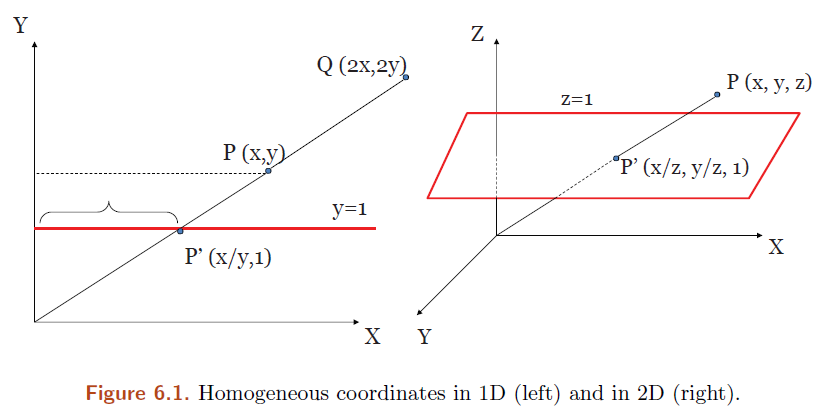 Y
Q (2x,2y)
P (x,y)
y=1
P’ (x/y,1)
X
Z
P (x, y, z)
z=1
P’ (x/z, y/z, 1)
X
Y
Figure 6.1. Homogeneous coordinates in 1D (left) and in 2D (right).